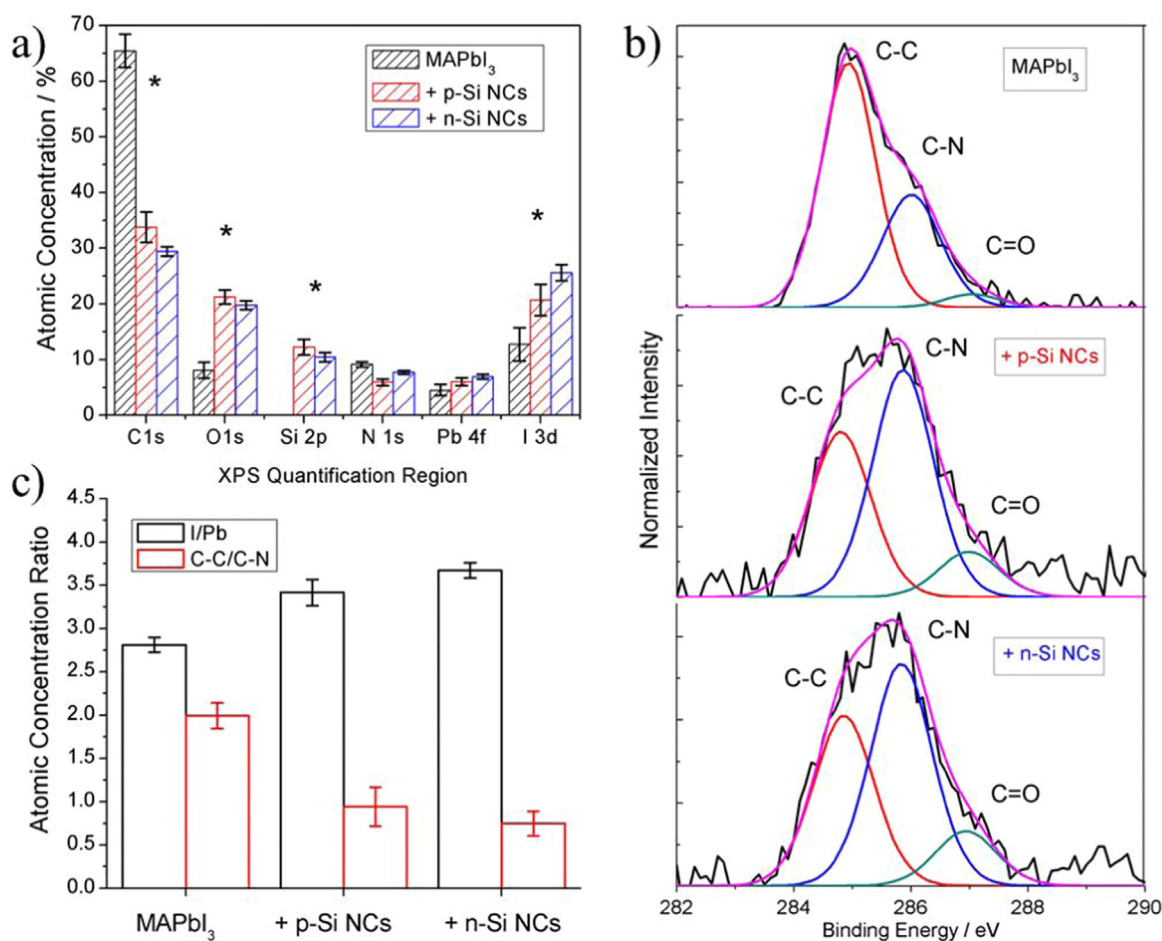 a)
Atomic Concentration / %
70
60
50
40
30
20
10
0
MAPbI₃
+ p-Si NCs
+ n-Si NCs
*
*
*
*
C1s O1s Si 2p N 1s Pb 4f I 3d
XPS Quantification Region
b)
Normalized Intensity
MAPbI₃
C-C
C-N
C=O
+ p-Si NCs
C-N
C-C
C=O
+ n-Si NCs
C-N
C-C
C=O
282 284 286 288 290
Binding Energy / eV
c)
Atomic Concentration Ratio
4.5
4.0
3.5
3.0
2.5
2.0
1.5
1.0
0.5
0.0
I/Pb
C-C/C-N
MAPbI₃ + p-Si NCs + n-Si NCs